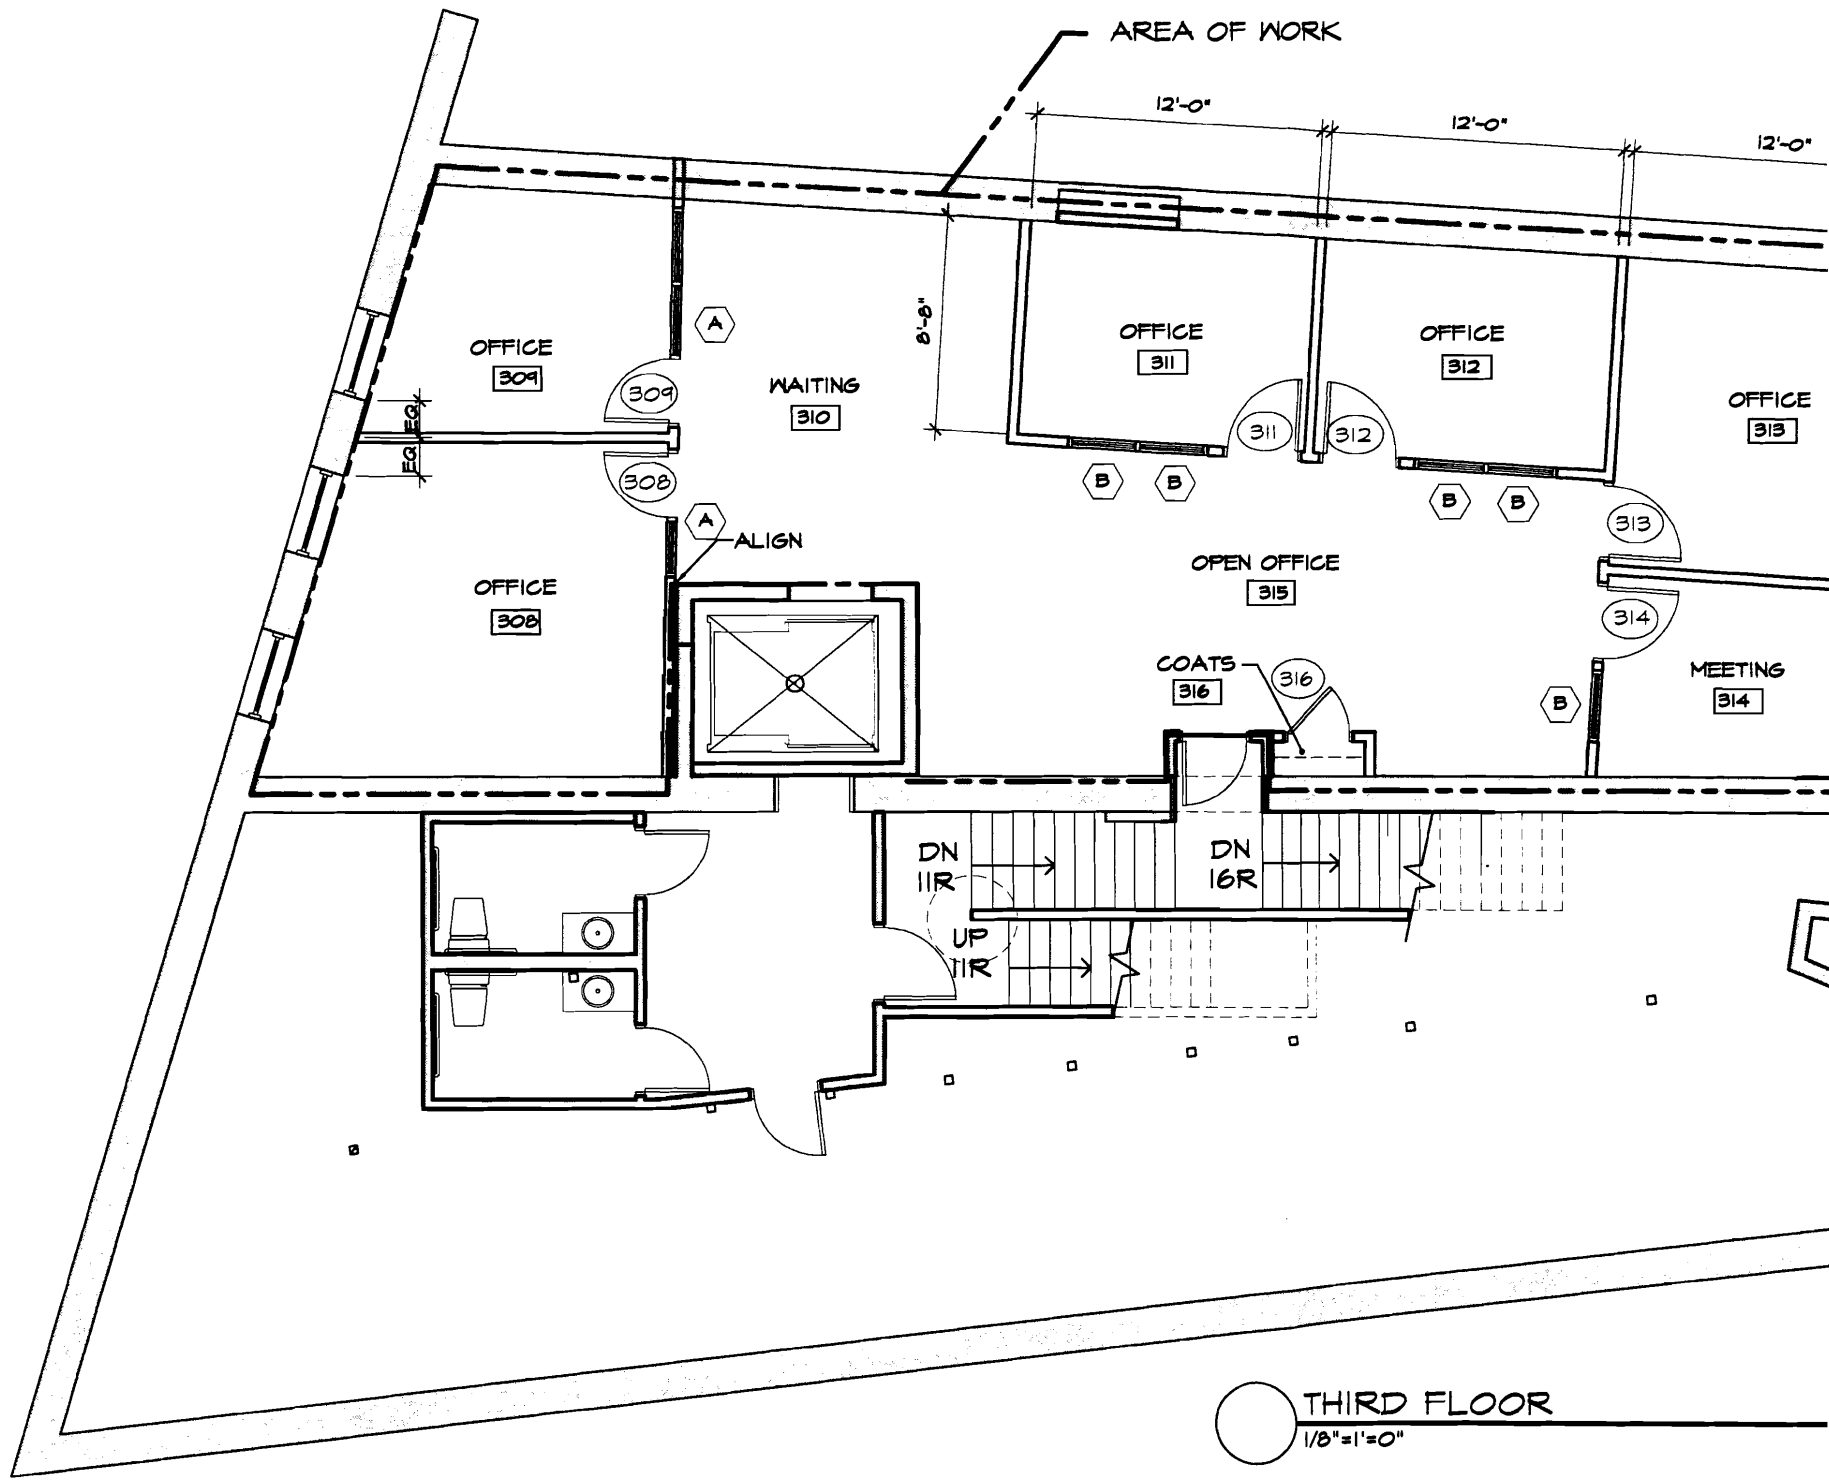 AREA OF WORK
12'-0"
12'-0"
12'-0"
8'-8"
OFFICE
309
309
A
WAITING
310
OFFICE
311
311
OFFICE
312
312
OFFICE
313
EQ
EQ
308
A
ALIGN
B
B
B
B
313
OFFICE
308
OPEN OFFICE
315
314
COATS
316
316
B
MEETING
314
DN
11R
DN
16R
UP
11R
THIRD FLOOR
1/8"=1'=0"